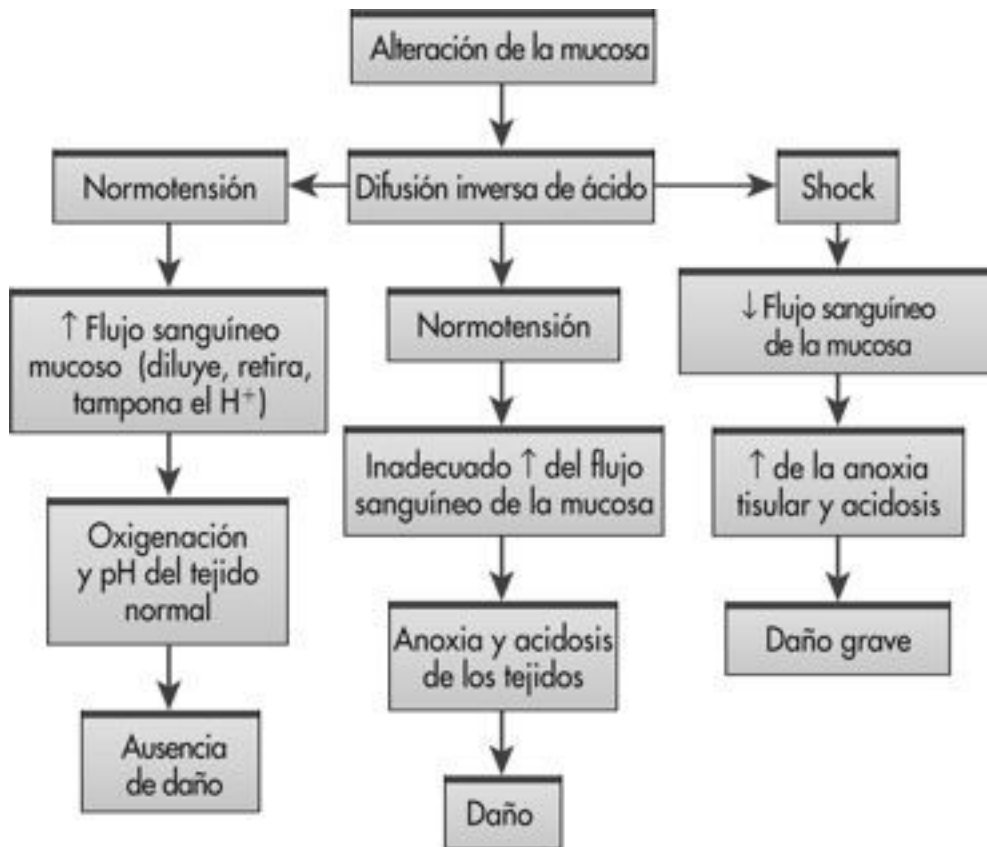 Alteración de la mucosa
Normotensión
Difusión inversa de ácido
Shock
↑ Flujo sanguíneo
mucoso (diluye, retira,
tampona el H⁺)
Normotensión
↓ Flujo sanguíneo
de la mucosa
Oxigenación
y pH del tejido
normal
Inadecuado ↑ del flujo
sanguíneo de la mucosa
↑ de la anoxia
tisular y acidosis
Ausencia
de daño
Anoxia y acidosis
de los tejidos
Daño grave
Daño